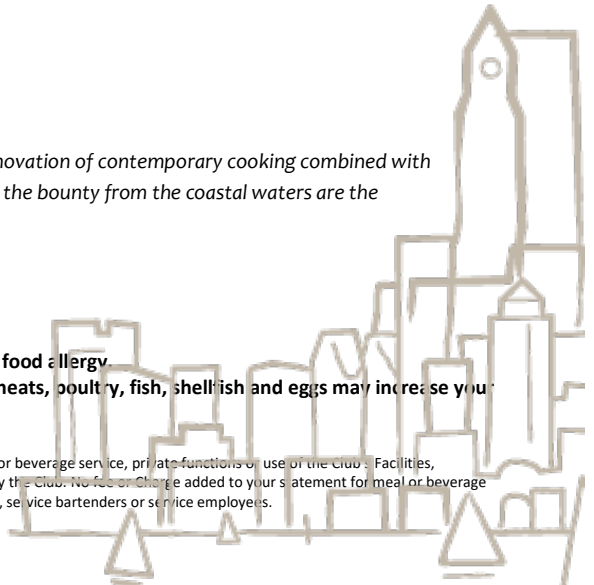 novation of contemporary cooking combined with
the bounty from the coastal waters are the
food allergy.
meats, poultry, fish, shellfish and eggs may increase your
or beverage service, private functions or use of the Club's Facilities,
y the Club. No fee or Charge added to your statement for meal or beverage
, service bartenders or service employees.